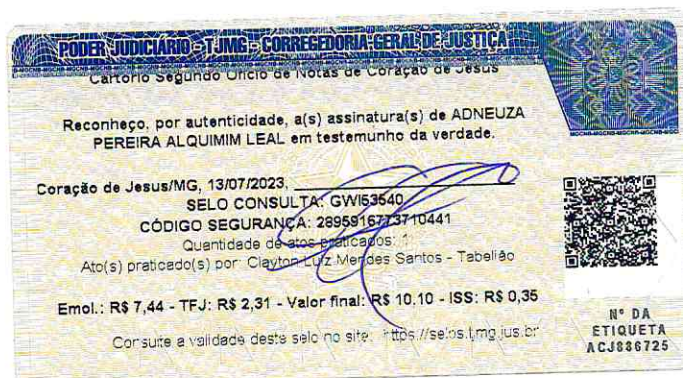 PODER JUDICIÁRIO - TJMG - CORREGEDORIA-GERAL DE JUSTIÇA
Cartório Segundo Ofício de Notas de Coração de Jesus
Reconheço, por autenticidade, a(s) assinatura(s) de ADNEUZA
PEREIRA ALQUIMIM LEAL em testemunho da verdade.
Coração de Jesus/MG, 13/07/2023,
SELO CONSULTA: GWI53540
CÓDIGO SEGURANÇA: 2895916773710441
Quantidade de atos praticados: 1
Ato(s) praticado(s) por: Clayton Luiz Mendes Santos - Tabelião
Emol.: R$ 7,44 - TFJ: R$ 2,31 - Valor final: R$ 10,10 - ISS: R$ 0,35
Consulte a validade deste selo no site: https://selos.tjmg.jus.br
Nº DA
ETIQUETA
ACJ886725